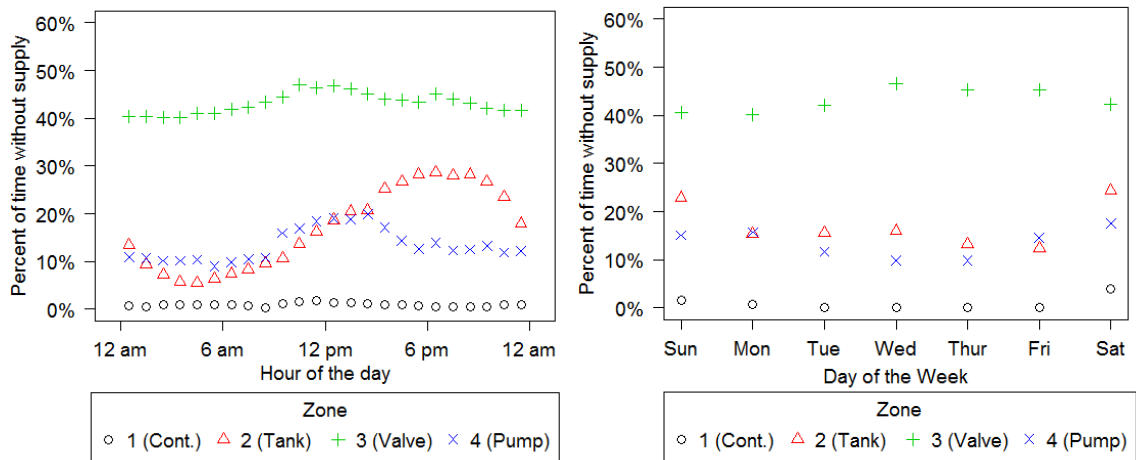 Percent of time without supply
60%
50%
40%
30%
20%
10%
0%
12 am 6 am 12 pm 6 pm 12 am
Hour of the day
Zone
1 (Cont.) 2 (Tank) 3 (Valve) 4 (Pump)
Percent of time without supply
60%
50%
40%
30%
20%
10%
0%
Sun Mon Tue Wed Thur Fri Sat
Day of the Week
Zone
1 (Cont.) 2 (Tank) 3 (Valve) 4 (Pump)